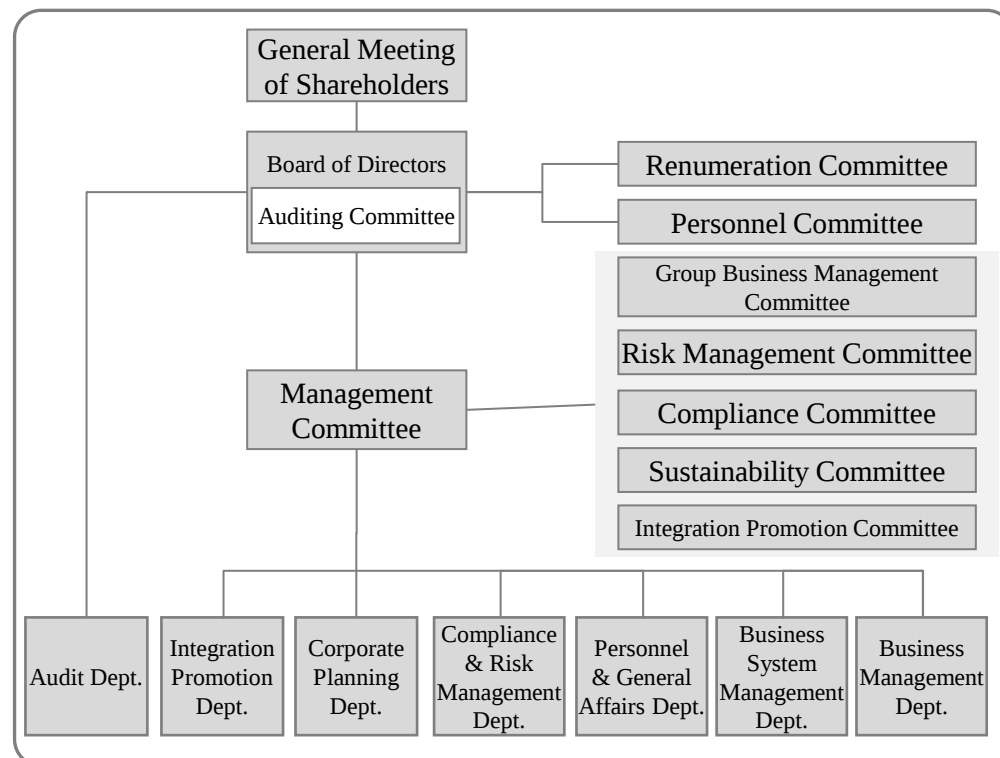 General Meeting
of Shareholders
Board of Directors
Auditing Committee
Renumeration Committee
Personnel Committee
Group Business Management
Committee
Risk Management Committee
Management
Committee
Compliance Committee
Sustainability Committee
Integration Promotion Committee
Audit Dept.
Integration
Promotion
Dept.
Corporate
Planning
Dept.
Compliance
& Risk
Management
Dept.
Personnel
& General
Affairs Dept.
Business
System
Management
Dept.
Business
Management
Dept.